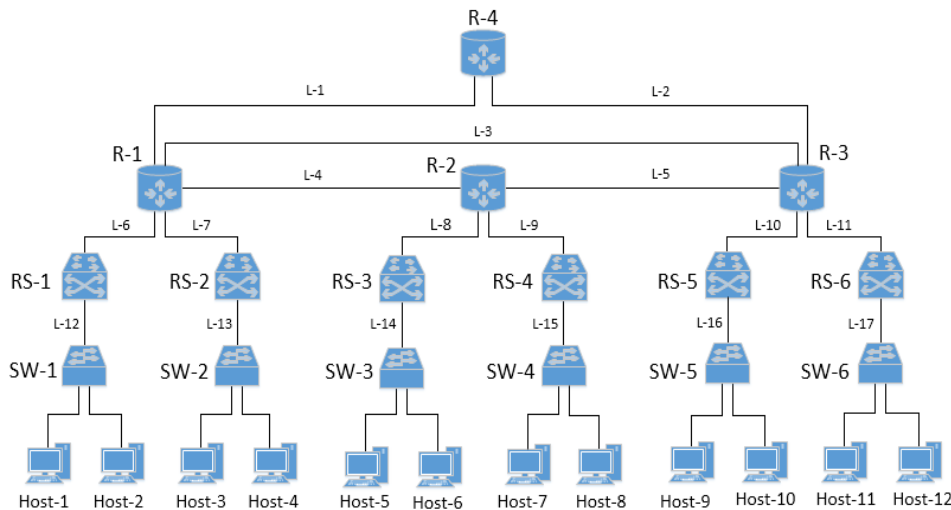 R-4
L-1
L-2
L-3
R-1
R-2
R-3
L-4
L-5
L-6
L-7
L-8
L-9
L-10
L-11
RS-1
RS-2
RS-3
RS-4
RS-5
RS-6
L-12
L-13
L-14
L-15
L-16
L-17
SW-1
SW-2
SW-3
SW-4
SW-5
SW-6
Host-1
Host-2
Host-3
Host-4
Host-5
Host-6
Host-7
Host-8
Host-9
Host-10
Host-11
Host-12